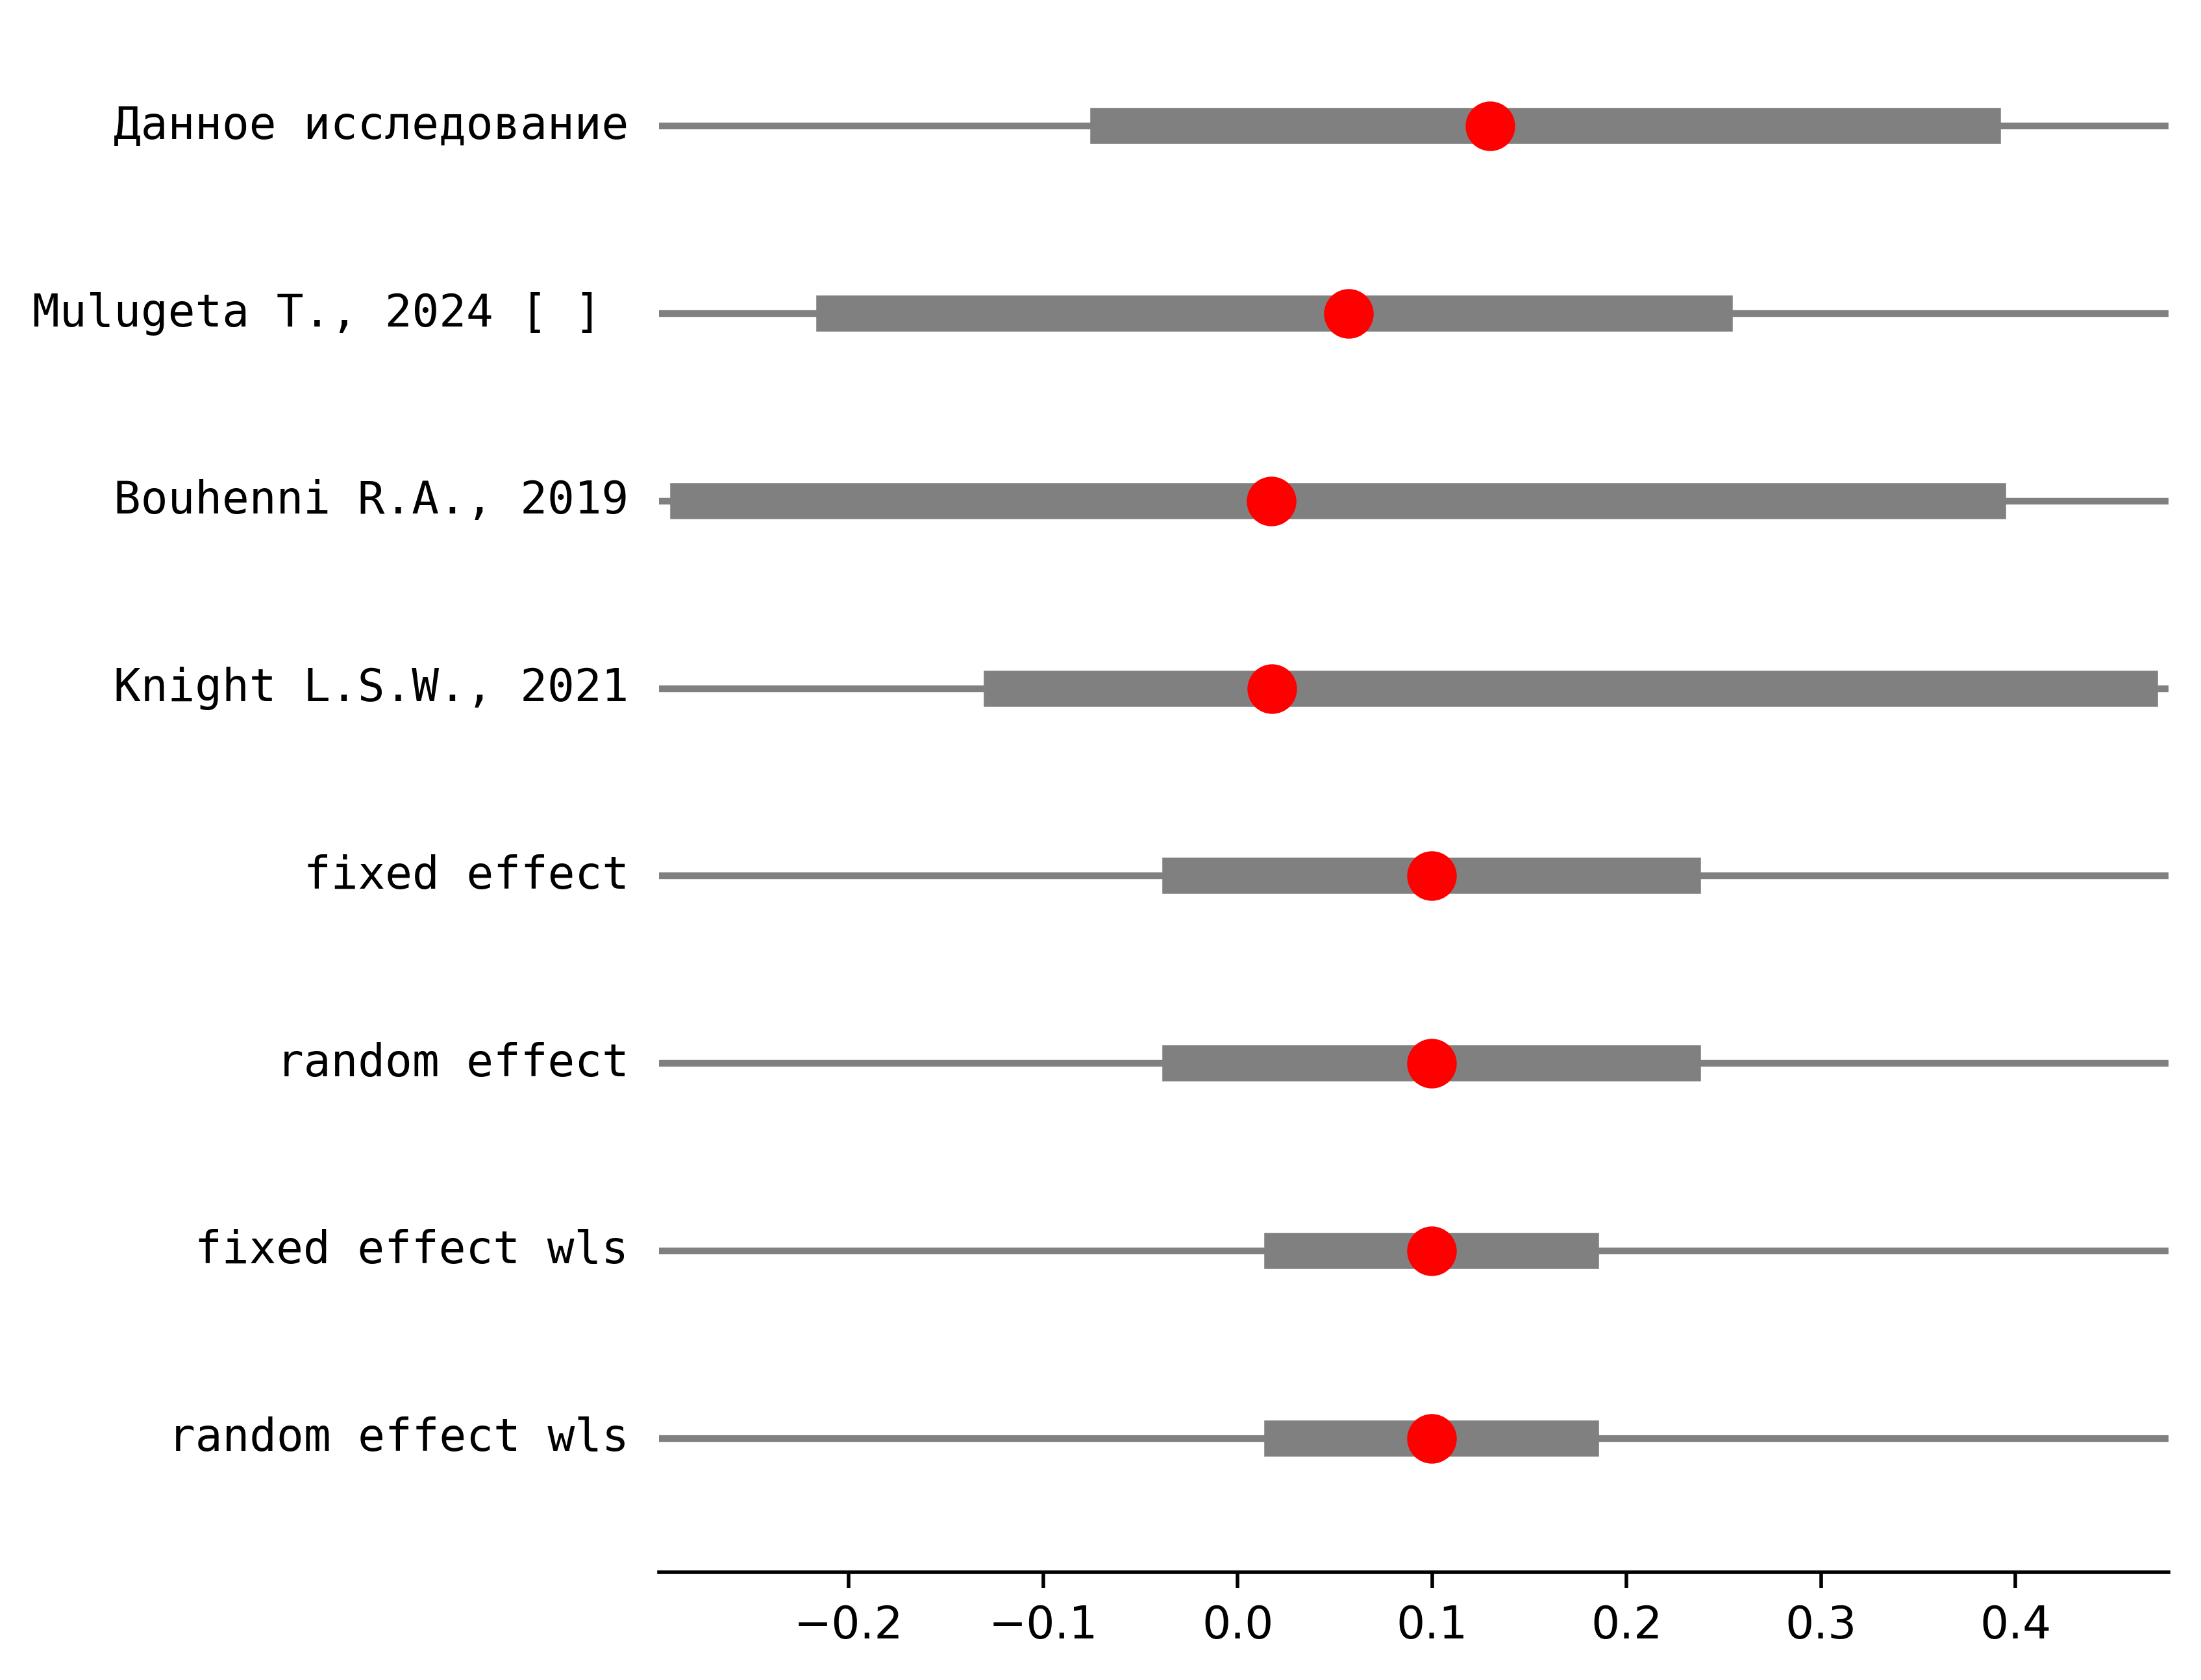 Данное исследование
Mulugeta T., 2024 [ ]
Bouhenni R.A., 2019
Knight L.S.W., 2021
fixed effect
random effect
fixed effect wls
random effect wls
−0.2 −0.1 0.0 0.1 0.2 0.3 0.4